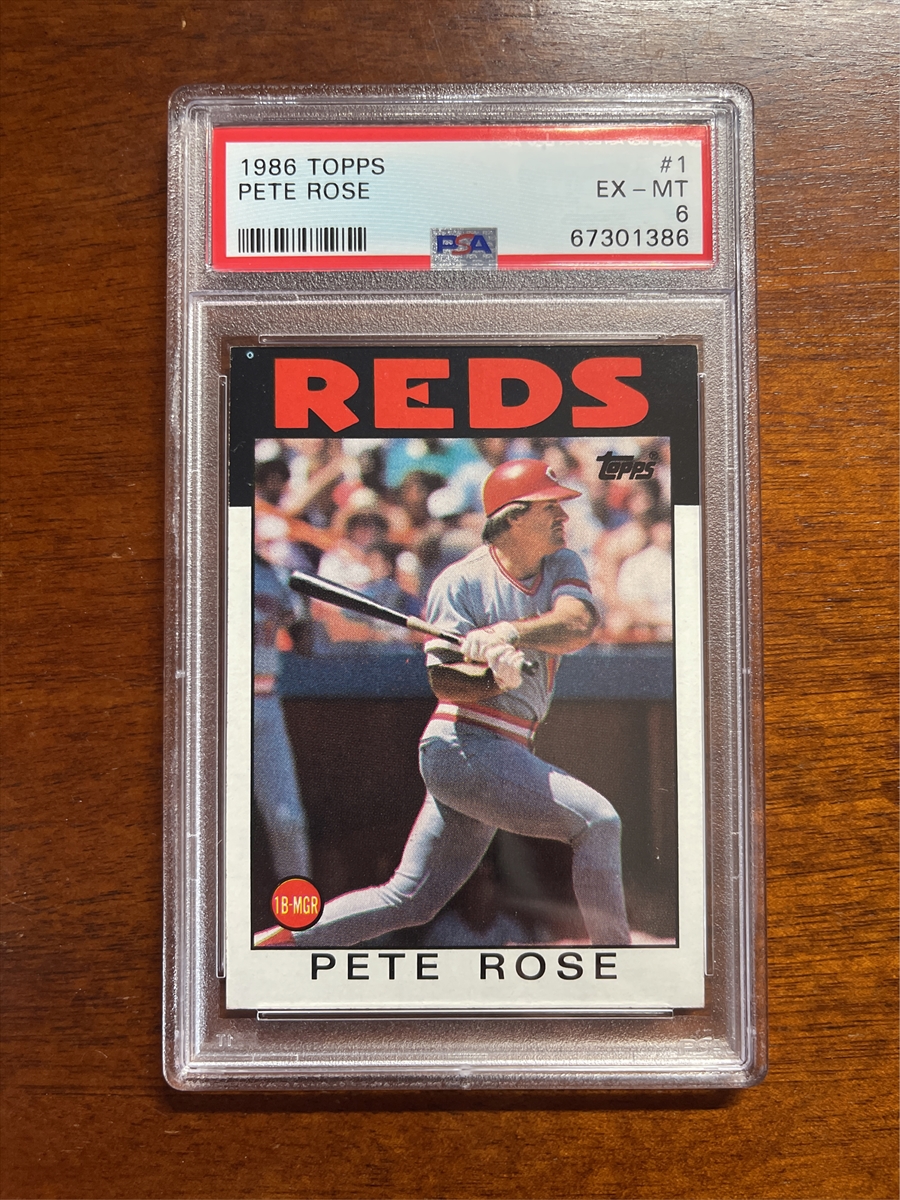 1986 TOPPS #1
PETE ROSE EX - MT
6
PSA 67301386
REDS
topps®
C
1B-MGR
PETE ROSE